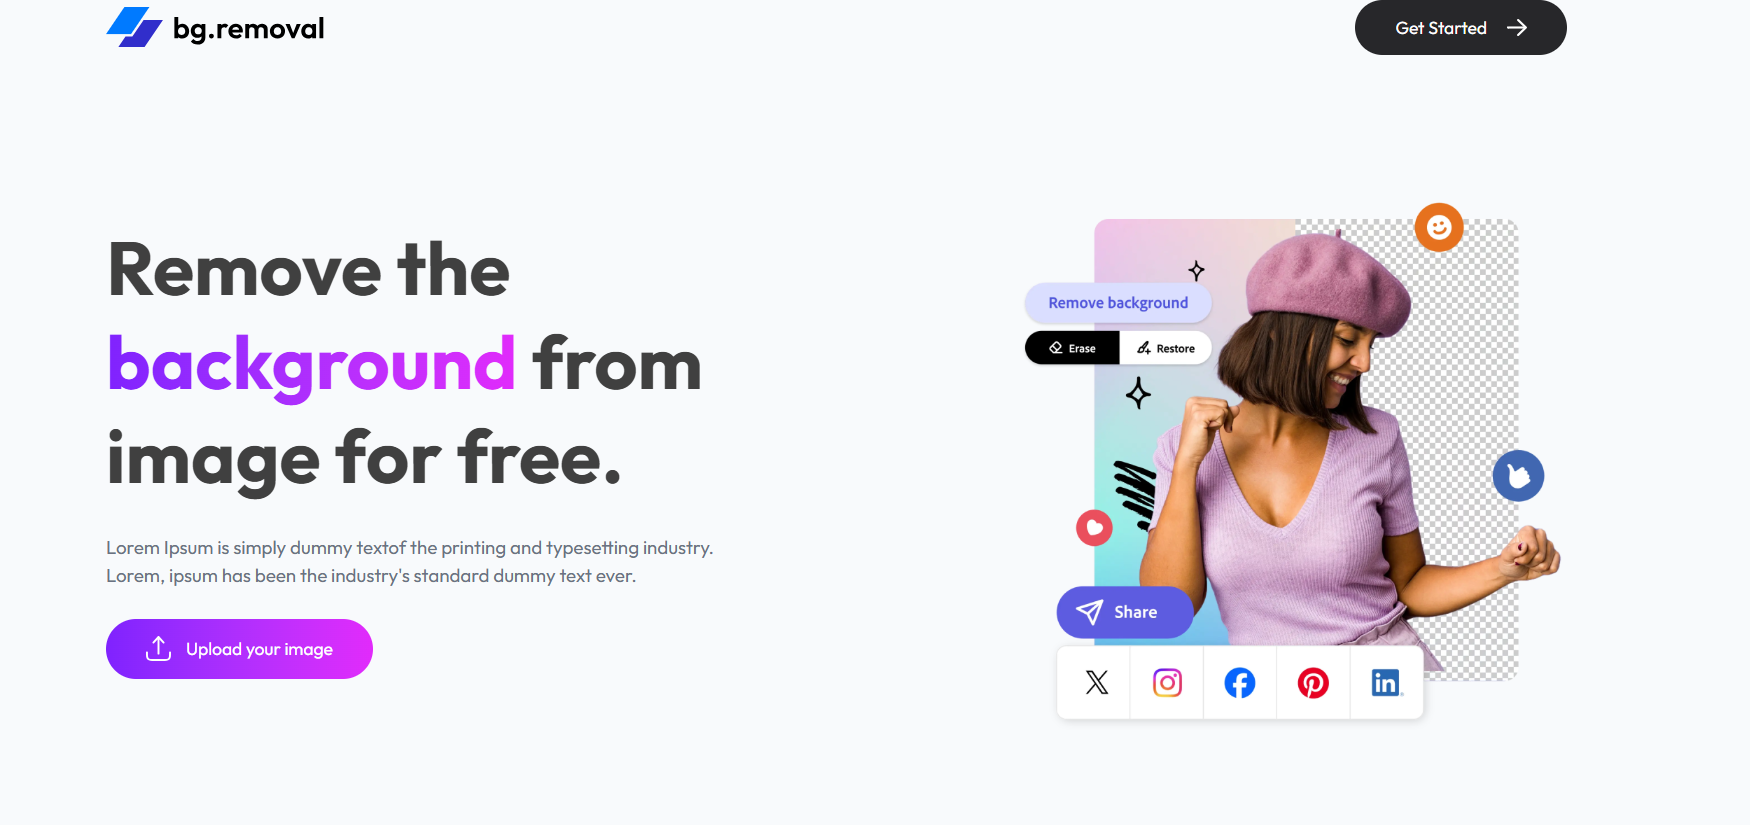 bg.removal
Get Started
Remove the
background from
image for free.
Lorem Ipsum is simply dummy textof the printing and typesetting industry.
Lorem, ipsum has been the industry's standard dummy text ever.
Upload your image
Remove background
Erase
Restore
Share